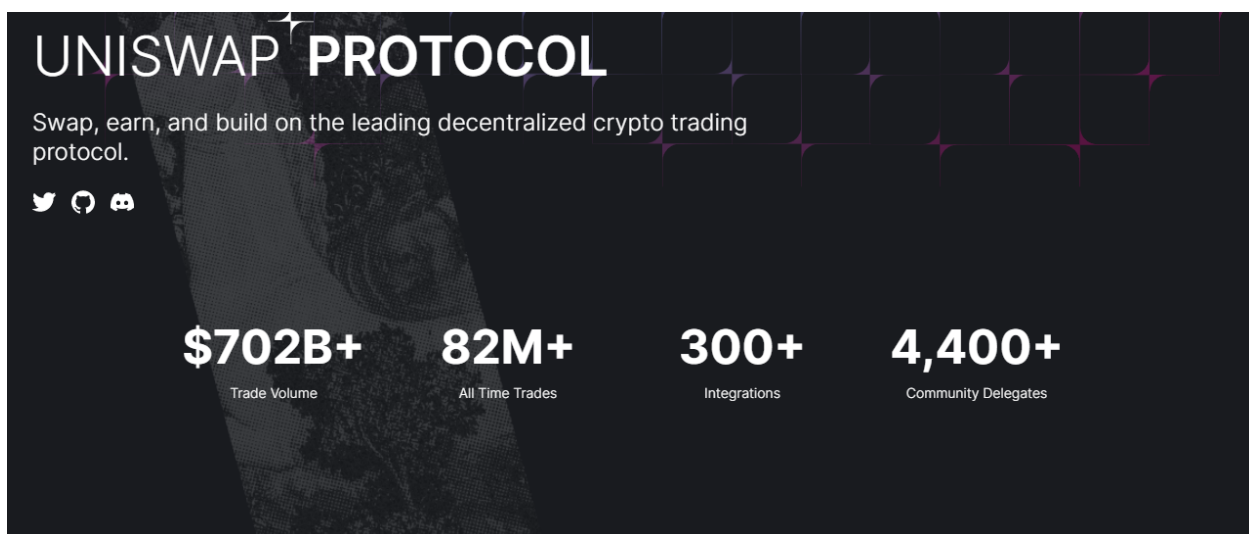 UNISWAP PROTOCOL
Swap, earn, and build on the leading decentralized crypto trading
protocol.
$702B+ 82M+ 300+ 4,400+
Trade Volume All Time Trades Integrations Community Delegates